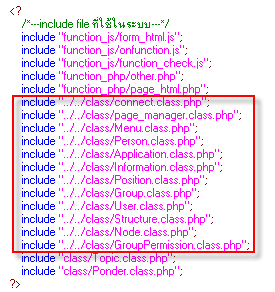 <?
/*---include file ที่ใช้ในระบบ---*/
include "function_js/form_html.js";
include "function_js/onfunction.js";
include "function_js/function_check.js";
include "function_php/other.php";
include "function_php/page_html.php";
include "../../class/connect.class.php";
include "../../class/page_manager.class.php";
include "../../class/Menu.class.php";
include "../../class/Person.class.php";
include "../../class/Application.class.php";
include "../../class/Information.class.php";
include "../../class/Position.class.php";
include "../../class/Group.class.php";
include "../../class/User.class.php";
include "../../class/Structure.class.php";
include "../../class/Node.class.php";
include "../../class/GroupPermission.class.php";
include "class/Topic.class.php";
include "class/Ponder.class.php";
?>